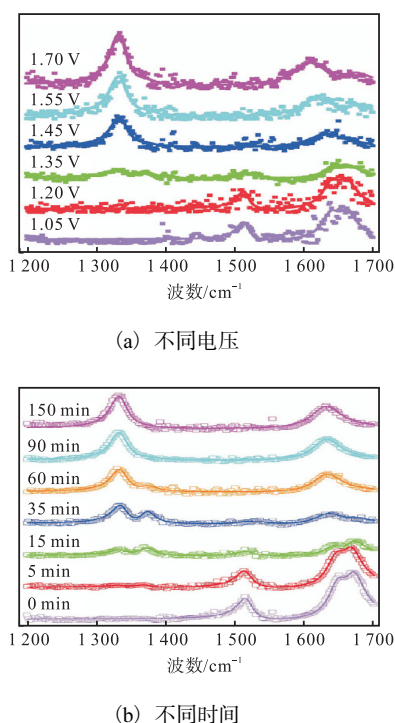 1.70 V
1.55 V
1.45 V
1.35 V
1.20 V
1.05 V
1 200 1 300 1 400 1 500 1 600 1 700
波数/cm⁻¹
(a) 不同电压
150 min
90 min
60 min
35 min
15 min
5 min
0 min
1 200 1 300 1 400 1 500 1 600 1 700
波数/cm⁻¹
(b) 不同时间